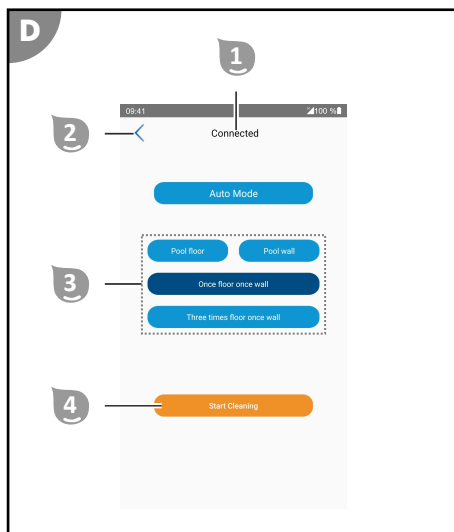 D
1
09:41 100 %
2
Connected
Auto Mode
Pool floor Pool wall
3
Once floor once wall
Three times floor once wall
4
Start Cleaning